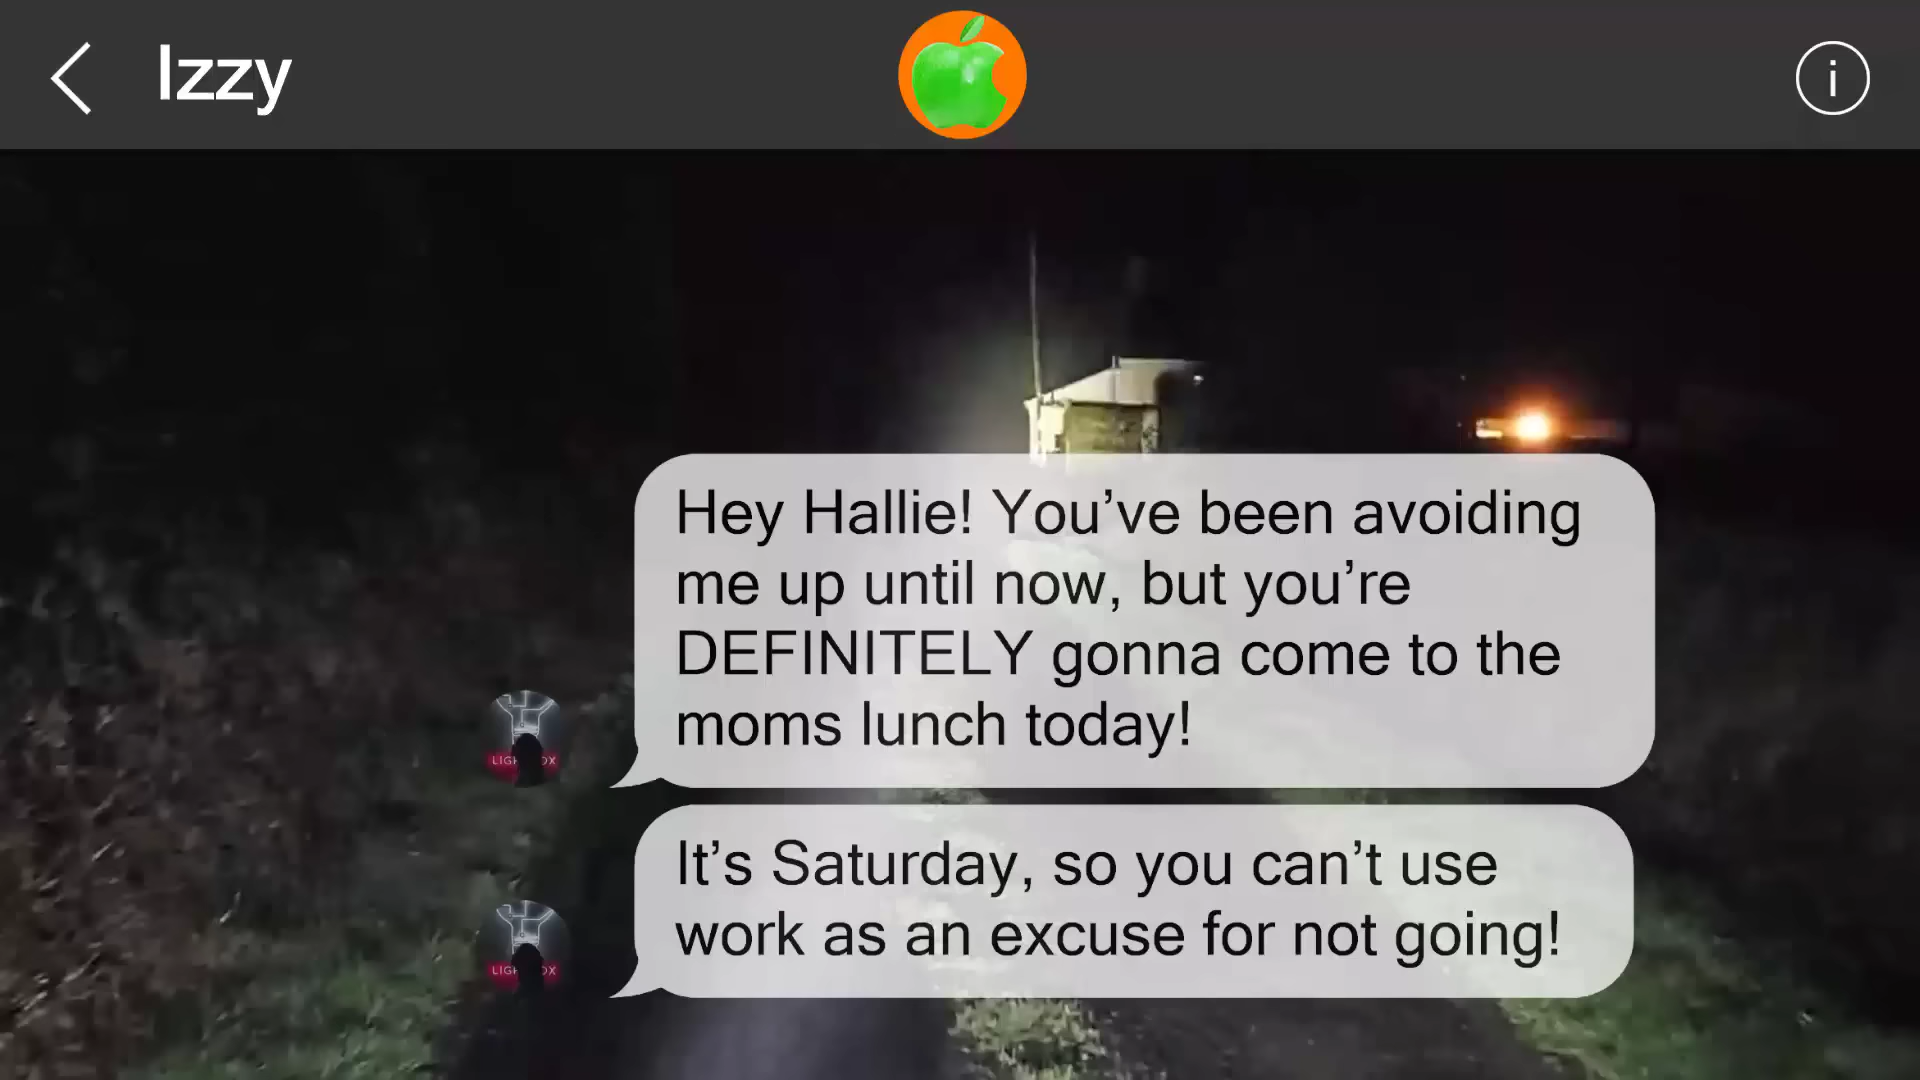 Izzy
i
Hey Hallie! You’ve been avoiding
me up until now, but you’re
DEFINITELY gonna come to the
moms lunch today!
It’s Saturday, so you can’t use
work as an excuse for not going!